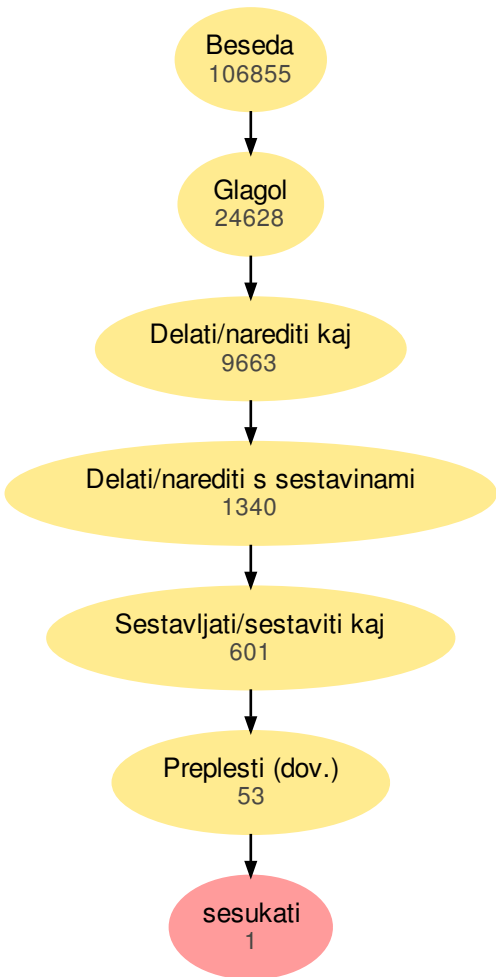 Beseda
106855
Glagol
24628
Delati/narediti kaj
9663
Delati/narediti s sestavinami
1340
Sestavljati/sestaviti kaj
601
Preplesti (dov.)
53
sesukati
1